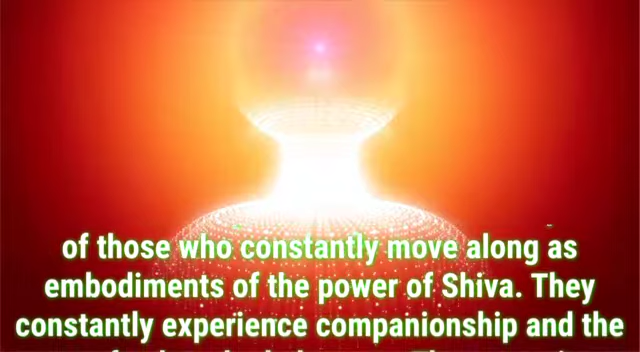 of those who constantly move along as
embodiments of the power of Shiva. They
constantly experience companionship and the